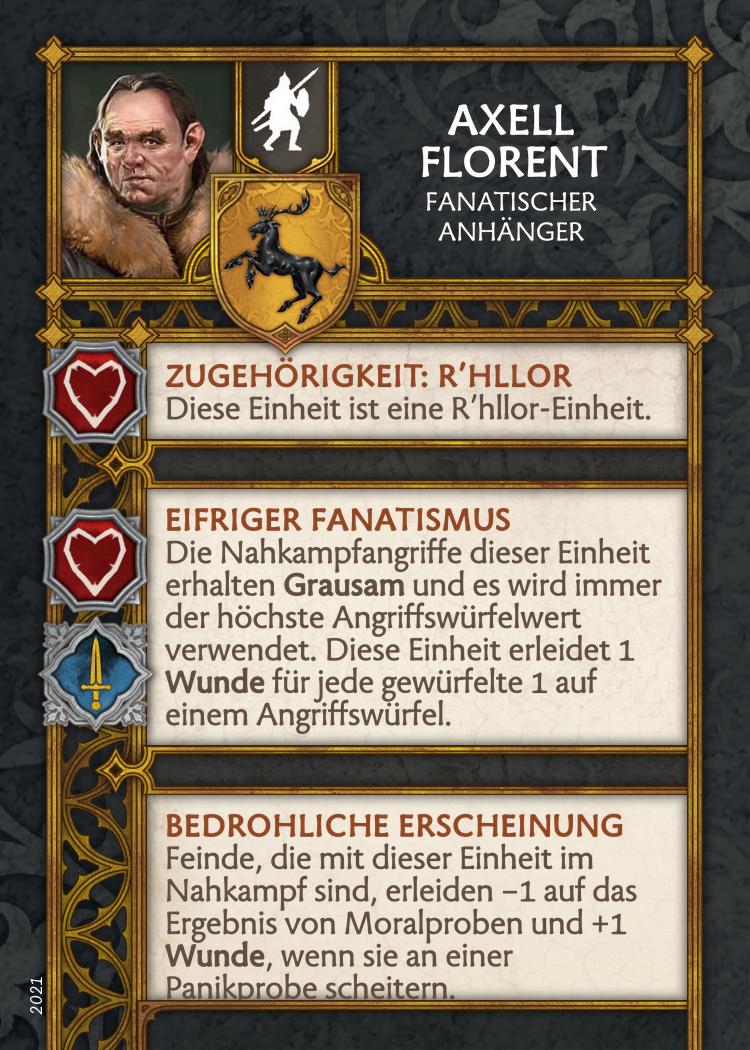 AXELL
FLORENT
FANATISCHER
ANHÄNGER
ZUGEHÖRIGKEIT: R'HLLOR
Diese Einheit ist eine R'hllor-Einheit.
EIFRIGER FANATISMUS
Die Nahkampfangriffe dieser Einheit
erhalten Grausam und es wird immer
der höchste Angriffswürfelwert
verwendet. Diese Einheit erleidet 1
Wunde für jede gewürfelte 1 auf
einem Angriffswürfel.
BEDROHLICHE ERSCHEINUNG
Feinde, die mit dieser Einheit im
Nahkampf sind, erleiden –1 auf das
Ergebnis von Moralproben und +1
Wunde, wenn sie an einer
Panikprobe scheitern.
2021